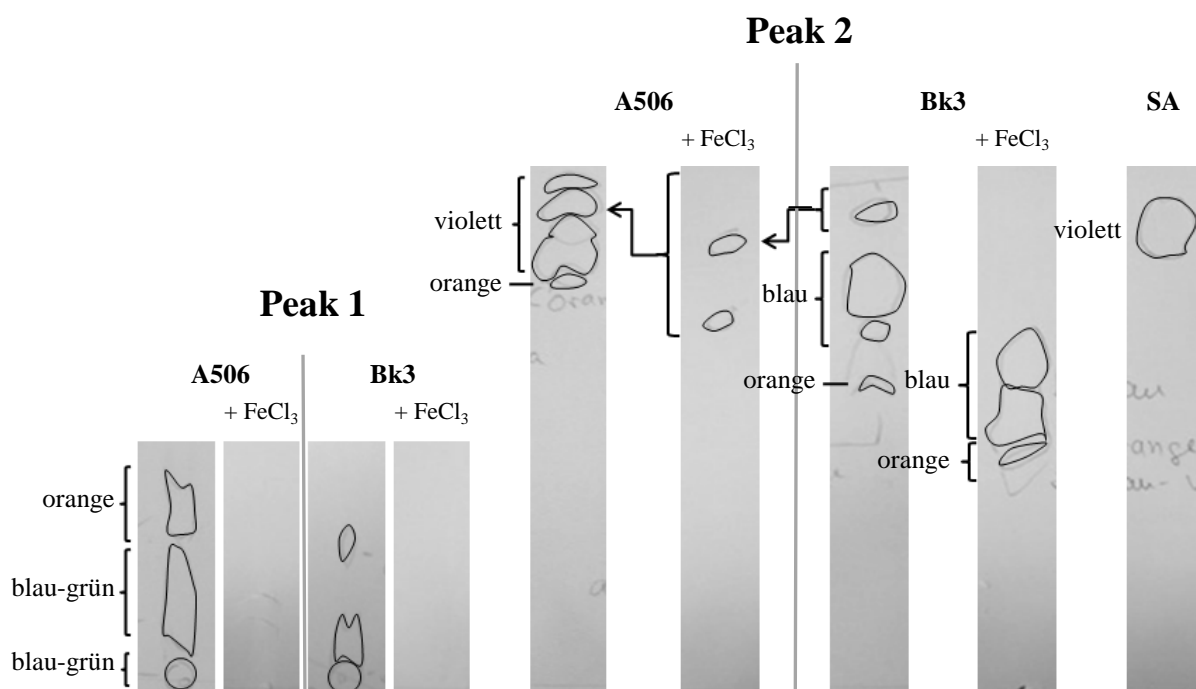 Peak 2
A506
Bk3
SA
+ FeCl₃
+ FeCl₃
violett
orange
blau
orange
blau
orange
violett
Peak 1
A506
Bk3
+ FeCl₃
+ FeCl₃
orange
blau-grün
blau-grün